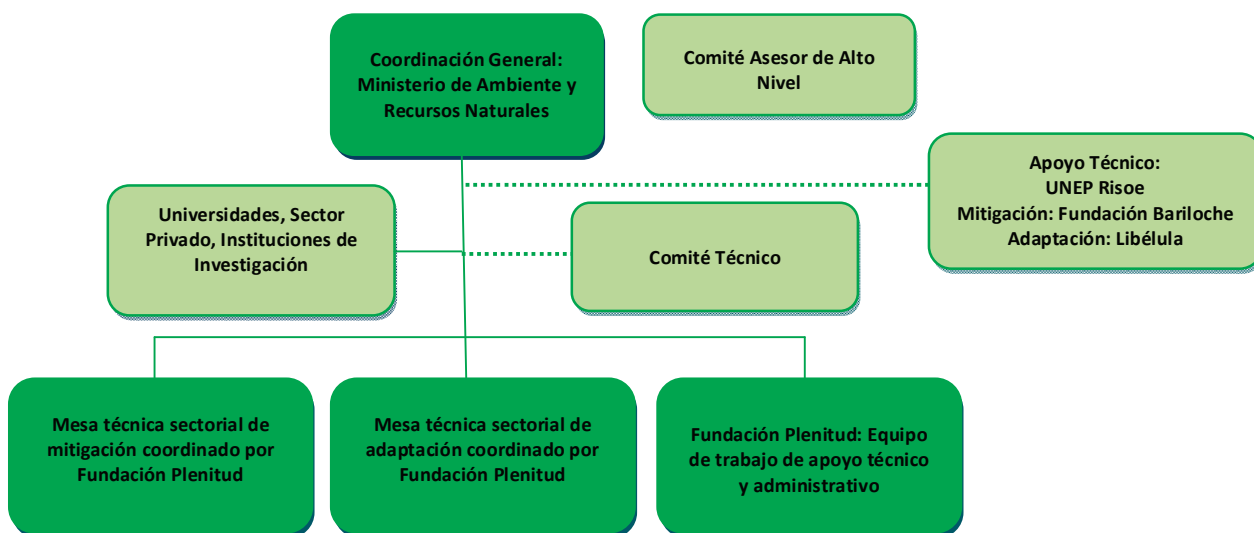 Coordinación General:
Ministerio de Ambiente y
Recursos Naturales
Comité Asesor de Alto
Nivel
Apoyo Técnico:
UNEP Risoe
Mitigación: Fundación Bariloche
Adaptación: Libélula
Universidades, Sector
Privado, Instituciones de
Investigación
Comité Técnico
Mesa técnica sectorial de
mitigación coordinado por
Fundación Plenitud
Mesa técnica sectorial de
adaptación coordinado por
Fundación Plenitud
Fundación Plenitud: Equipo
de trabajo de apoyo técnico
y administrativo